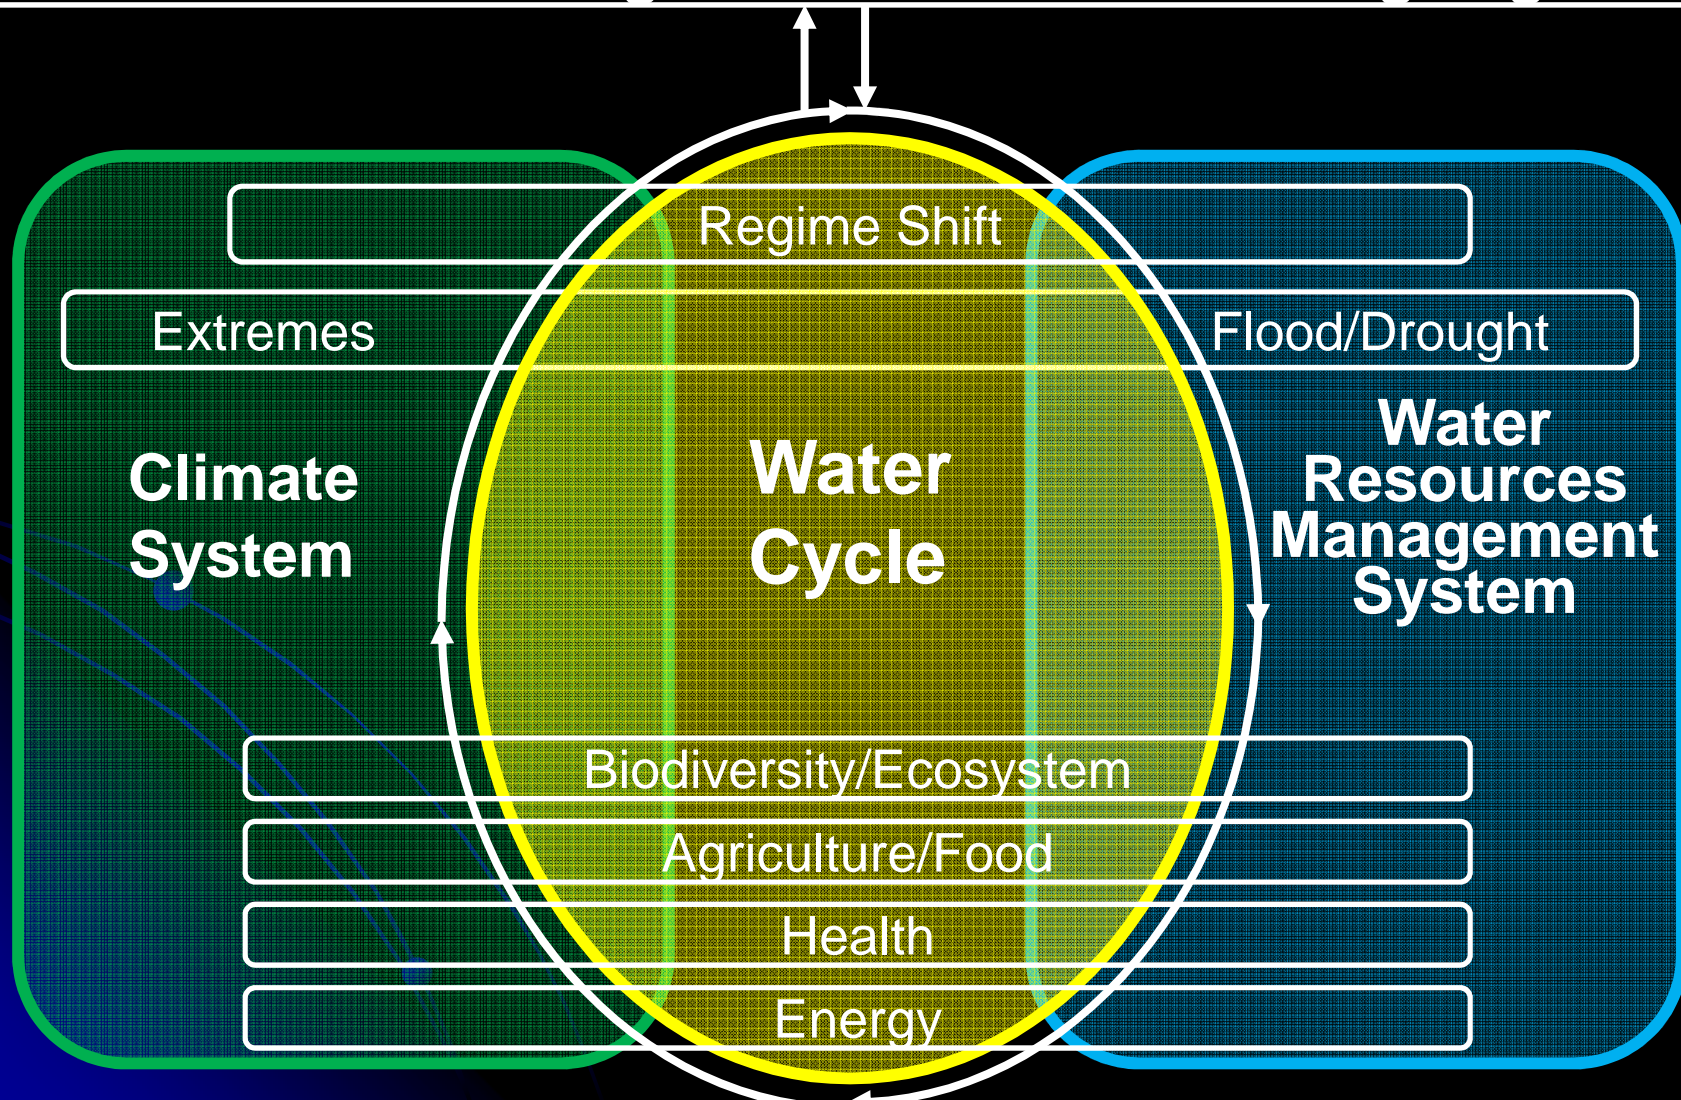 Regime Shift
Extremes
Flood/Drought
Climate
System
Water
Cycle
Water
Resources
Management
System
Biodiversity/Ecosystem
Agriculture/Food
Health
Energy